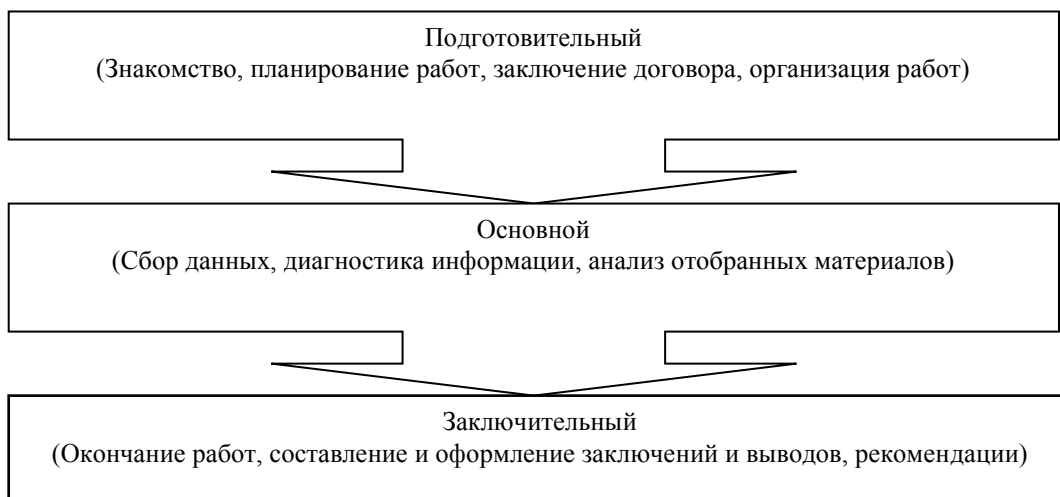 Подготовительный
(Знакомство, планирование работ, заключение договора, организация работ)
Основной
(Сбор данных, диагностика информации, анализ отобранных материалов)
Заключительный
(Окончание работ, составление и оформление заключений и выводов, рекомендации)